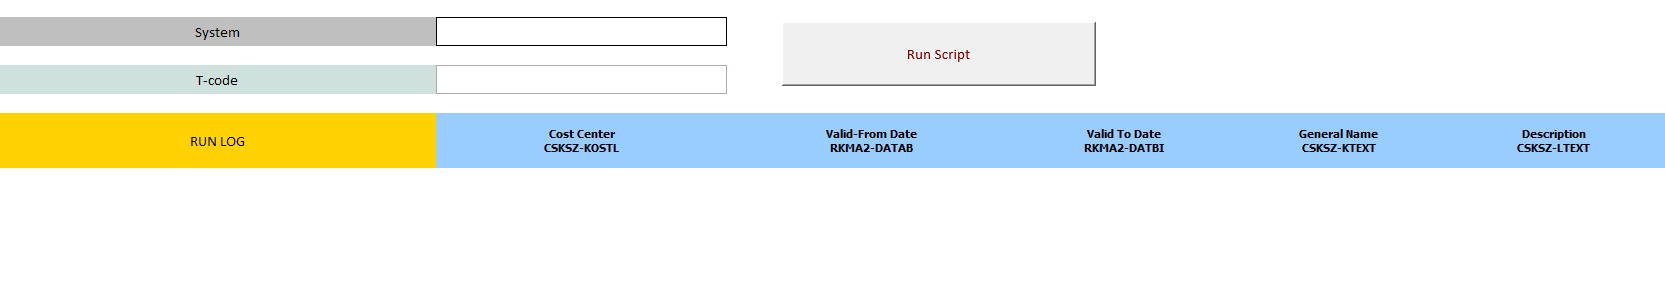 System
Run Script
T-code
RUN LOG
Cost Center
CSKSZ-KOSTL
Valid-From Date
RKMA2-DATAB
Valid To Date
RKMA2-DATBI
General Name
CSKSZ-KTEXT
Description
CSKSZ-LTEXT